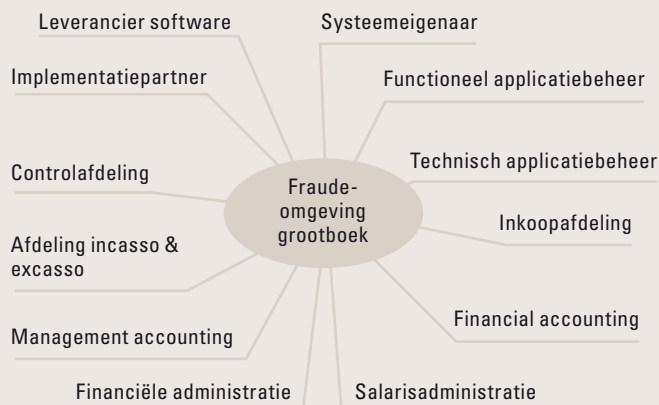 Leverancier software
Systeemeigenaar
Implementatiepartner
Functioneel applicatiebeheer
Controlafdeling
Technisch applicatiebeheer
Fraude-
omgeving
grootboek
Inkoopafdeling
Afdeling incasso &
excasso
Management accounting
Financial accounting
Financiële administratie
Salarisadministratie